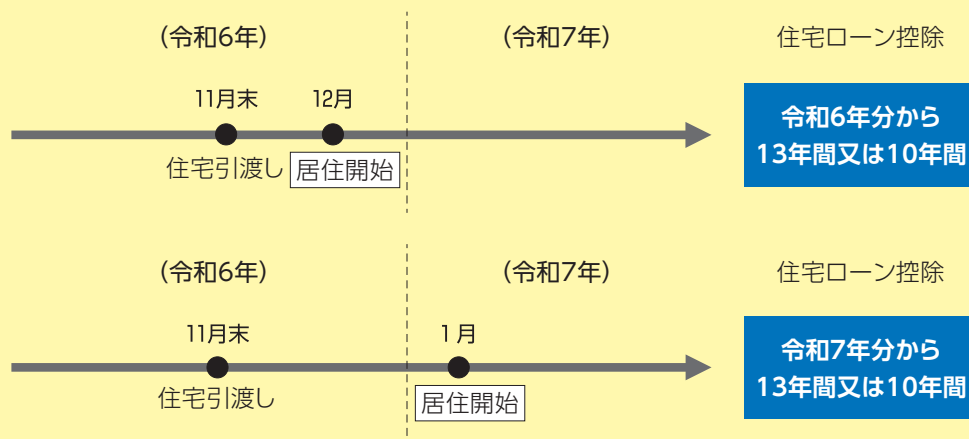 (令和6年) (令和7年) 住宅ローン控除
11月末 12月
住宅引渡し 居住開始
令和6年分から
13年間又は10年間
(令和6年) (令和7年) 住宅ローン控除
11月末 1月
住宅引渡し 居住開始
令和7年分から
13年間又は10年間